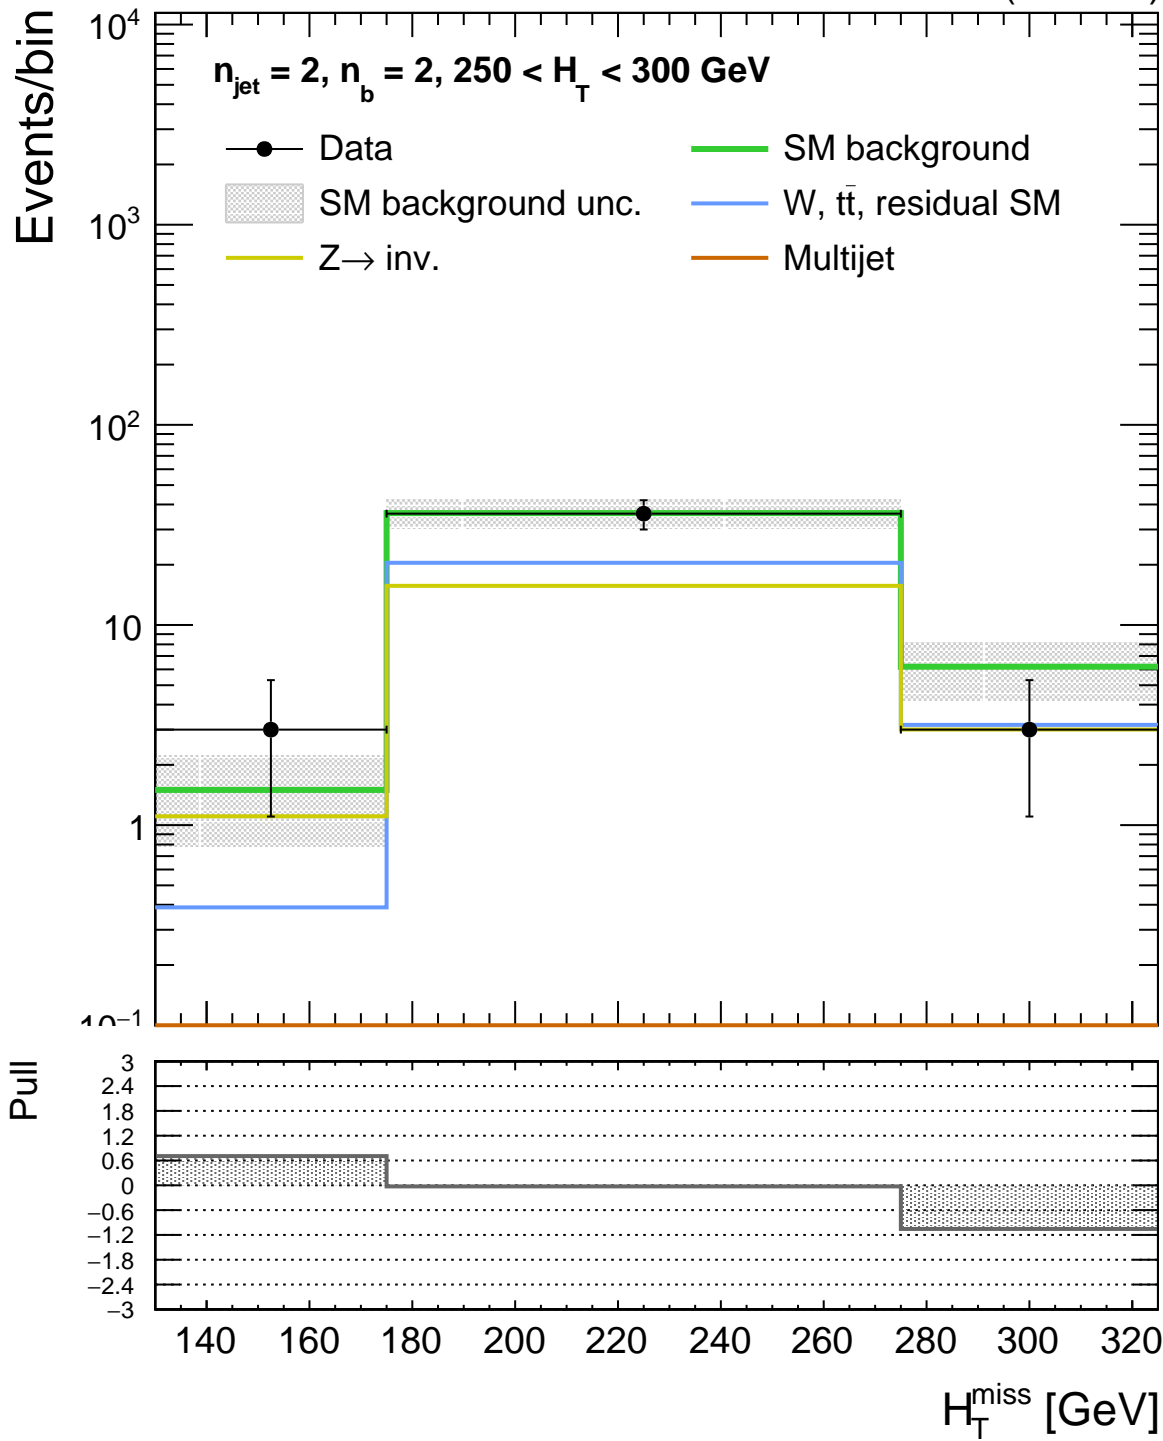 Events/bin
10⁴
10³
10²
10
1
10⁻¹
n_jet = 2, n_b = 2, 250 < H_T < 300 GeV
Data
SM background
SM background unc.
W, tt̄, residual SM
Z→ inv.
Multijet
Pull
3
2.4
1.8
1.2
0.6
0
−0.6
−1.2
−1.8
−2.4
−3
140 160 180 200 220 240 260 280 300 320
H_T^miss [GeV]